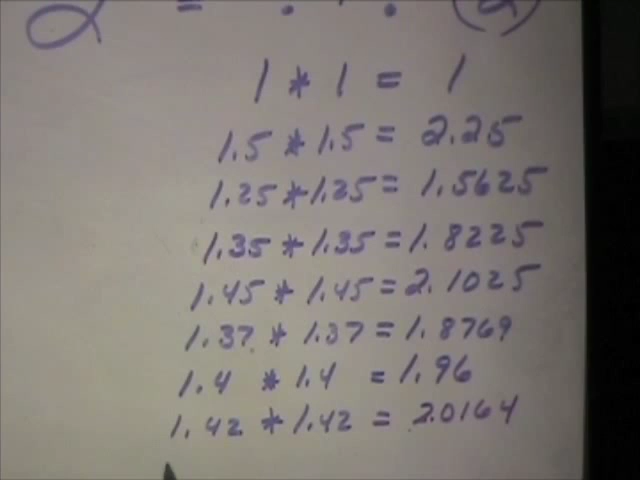 2 = ? * ? (2)
1 * 1 = 1
1.5 * 1.5 = 2.25
1.25 * 1.25 = 1.5625
1.35 * 1.35 = 1.8225
1.45 * 1.45 = 2.1025
1.37 * 1.37 = 1.8769
1.4 * 1.4 = 1.96
1.42 * 1.42 = 2.0164